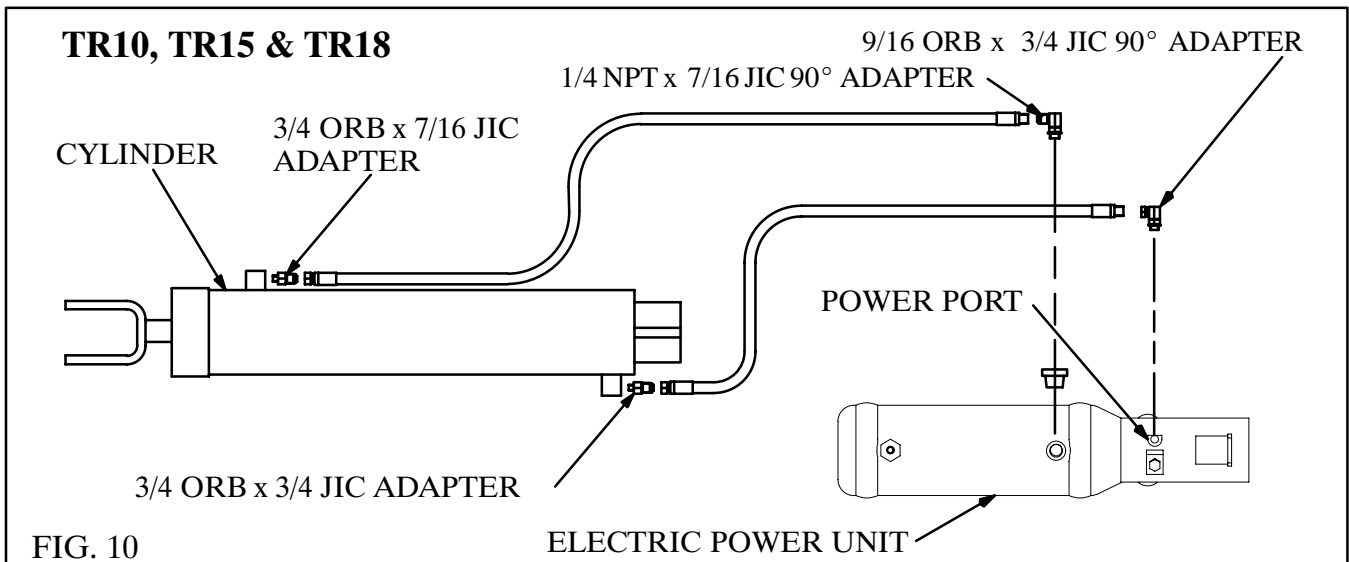 TR10, TR15 & TR18
9/16 ORB x 3/4 JIC 90° ADAPTER
1/4 NPT x 7/16 JIC 90° ADAPTER
3/4 ORB x 7/16 JIC
ADAPTER
CYLINDER
POWER PORT
3/4 ORB x 3/4 JIC ADAPTER
ELECTRIC POWER UNIT
FIG. 10